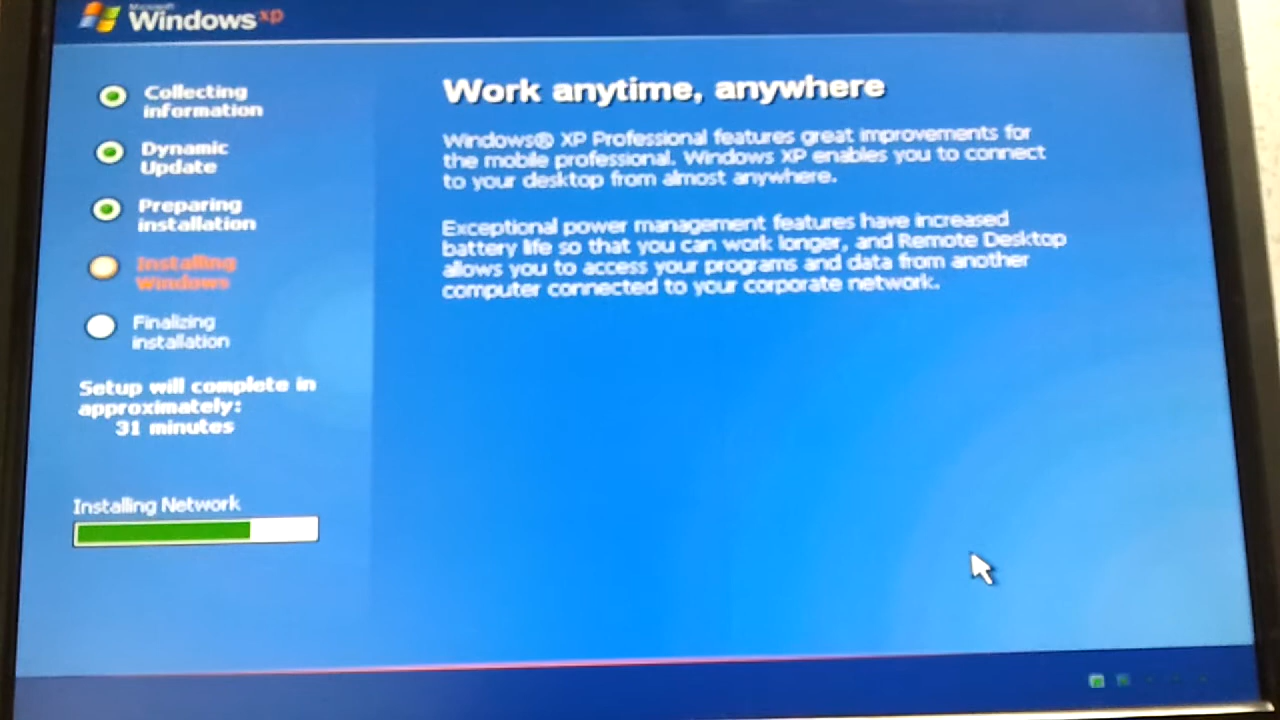 Microsoft
Windows xp
Collecting
information
Dynamic
Update
Preparing
installation
Installing
Windows
Finalizing
installation
Setup will complete in
approximately:
31 minutes
Installing Network
Work anytime, anywhere
Windows® XP Professional features great improvements for
the mobile professional. Windows XP enables you to connect
to your desktop from almost anywhere.
Exceptional power management features have increased
battery life so that you can work longer, and Remote Desktop
allows you to access your programs and data from another
computer connected to your corporate network.